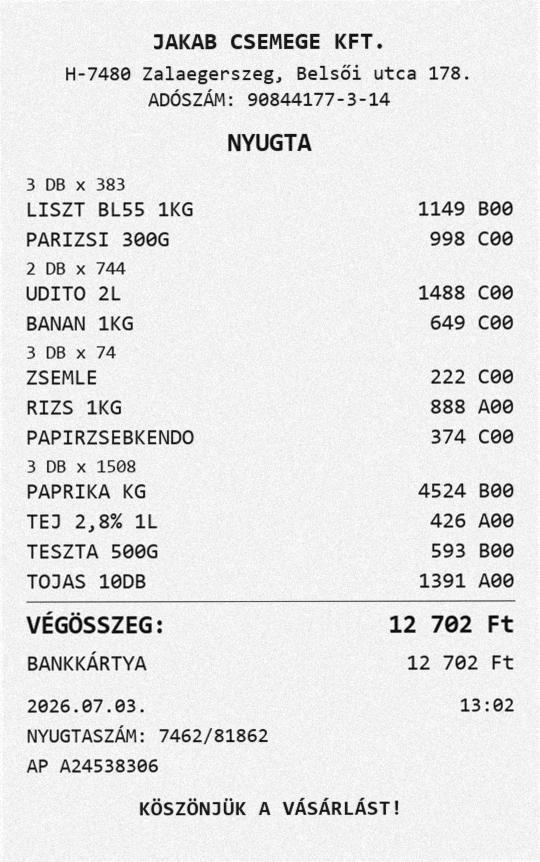 JAKAB CSEMEGE KFT.
H-7480 Zalaegerszeg, Belsői utca 178.
ADÓSZÁM: 90844177-3-14
NYUGTA
3 DB x 383
LISZT BL55 1KG 1149 B00
PARIZSI 300G 998 C00
2 DB x 744
UDITO 2L 1488 C00
BANAN 1KG 649 C00
3 DB x 74
ZSEMLE 222 C00
RIZS 1KG 888 A00
PAPIRZSEBKENDO 374 C00
3 DB x 1508
PAPRIKA KG 4524 B00
TEJ 2,8% 1L 426 A00
TESZTA 500G 593 B00
TOJAS 10DB 1391 A00
VÉGÖSSZEG: 12 702 Ft
BANKKÁRTYA 12 702 Ft
2026.07.03. 13:02
NYUGTASZÁM: 7462/81862
AP A24538306
KÖSZÖNJÜK A VÁSÁRLÁST!